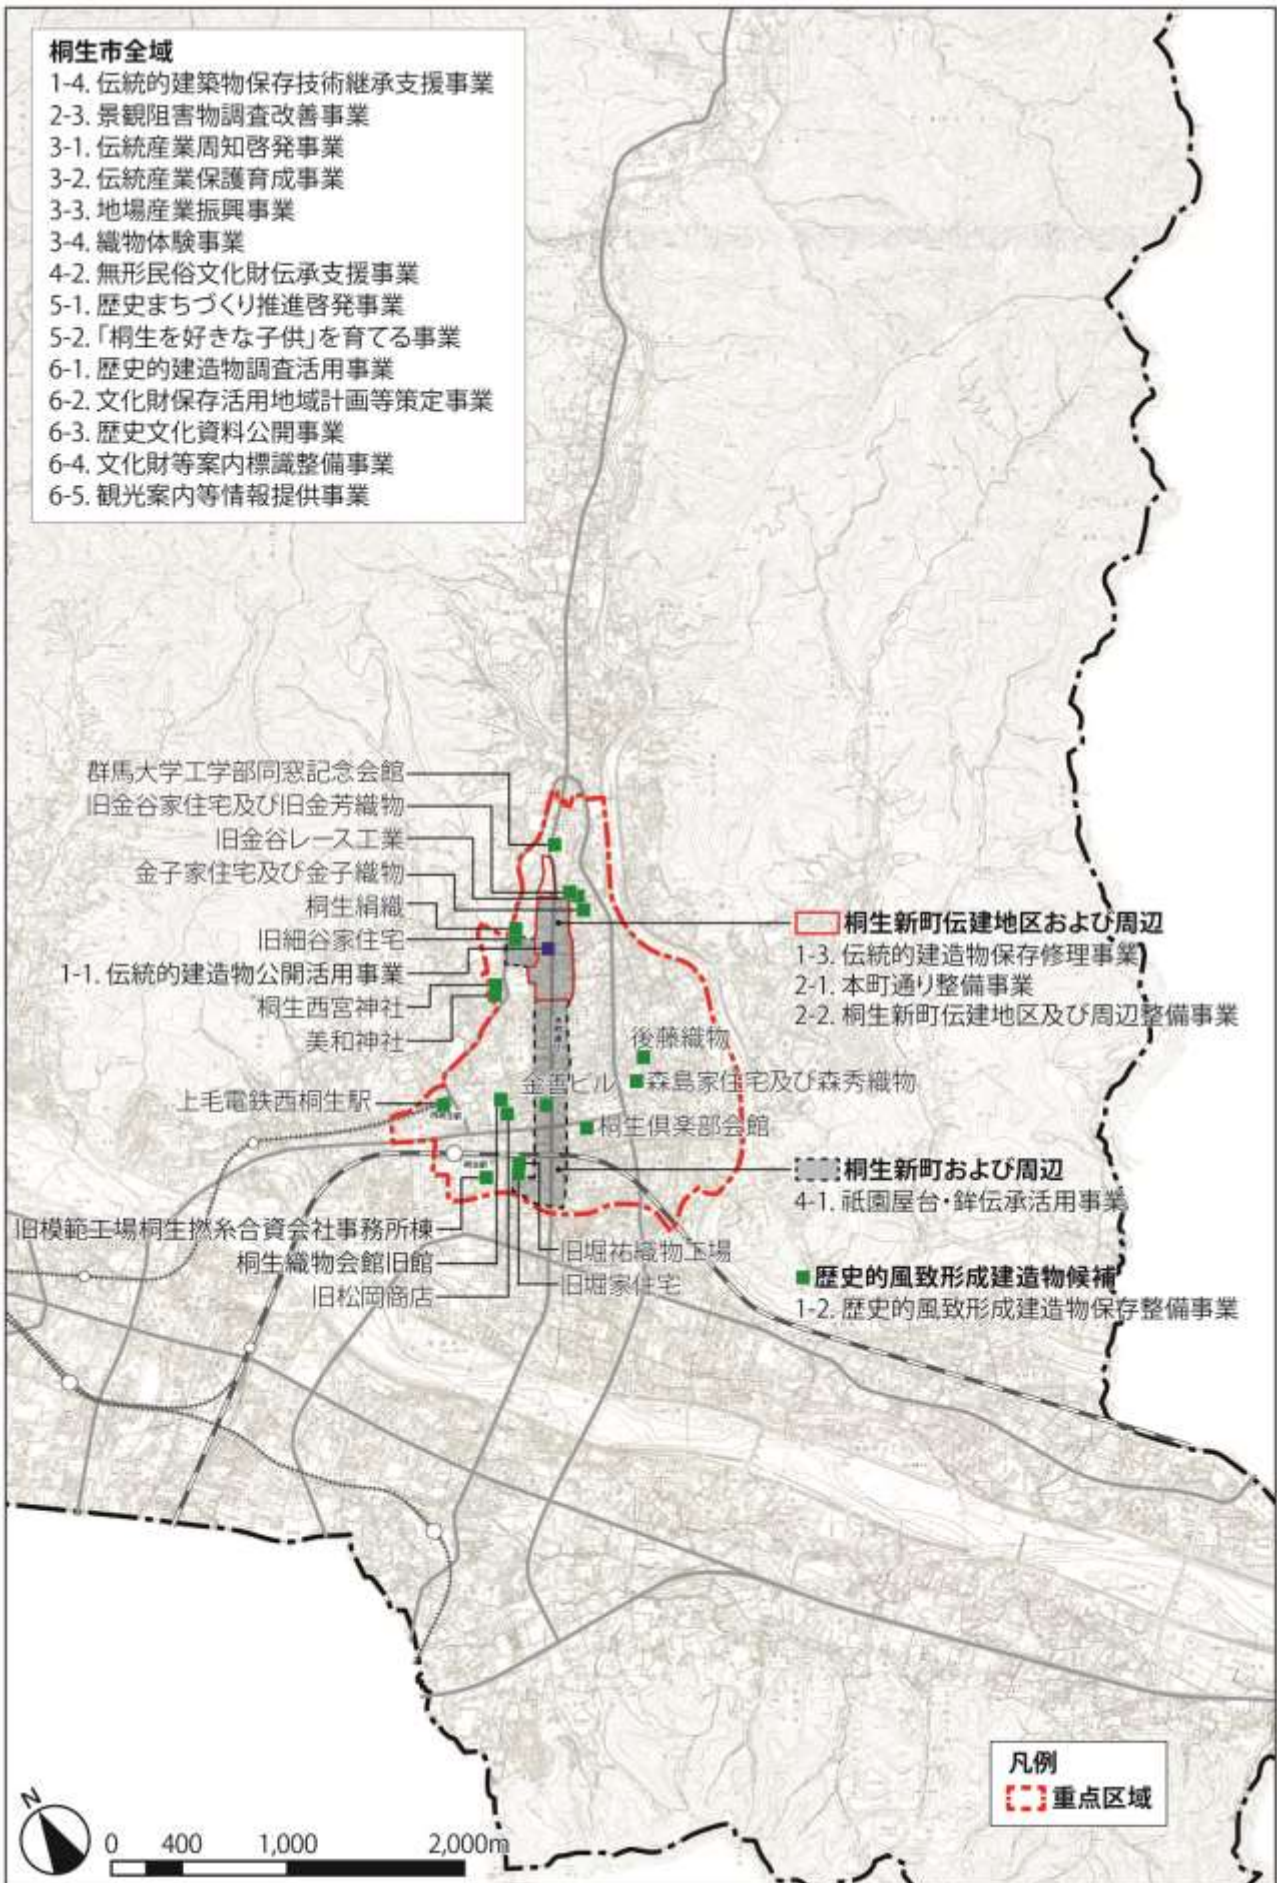 桐生市全域
1-4. 伝統的建築物保存技術継承支援事業
2-3. 景観阻害物調査改善事業
3-1. 伝統産業周知啓発事業
3-2. 伝統産業保護育成事業
3-3. 地場産業振興事業
3-4. 織物体験事業
4-2. 無形民俗文化財伝承支援事業
5-1. 歴史まちづくり推進啓発事業
5-2. 「桐生を好きな子供」を育てる事業
6-1. 歴史的建造物調査活用事業
6-2. 文化財保存活用地域計画等策定事業
6-3. 歴史文化資料公開事業
6-4. 文化財等案内標識整備事業
6-5. 観光案内等情報提供事業
群馬大学工学部同窓記念会館
旧金谷家住宅及び旧金芳織物
旧金谷レース工業
金子家住宅及び金子織物
桐生絹織
旧細谷家住宅
1-1. 伝統的建造物公開活用事業
桐生西宮神社
美和神社
上毛電鉄西桐生駅
旧模範工場桐生撚糸合資会社事務所棟
桐生織物会館旧館
旧松岡商店
後藤織物
金善ビル
森島家住宅及び森秀織物
桐生倶楽部会館
旧堀祐織物工場
旧堀家住宅
桐生新町伝建地区および周辺
1-3. 伝統的建造物保存修理事業
2-1. 本町通り整備事業
2-2. 桐生新町伝建地区及び周辺整備事業
桐生新町および周辺
4-1. 祇園屋台・鉾伝承活用事業
歴史的風致形成建造物候補
1-2. 歴史的風致形成建造物保存整備事業
凡例
重点区域
N
0 400 1,000 2,000m